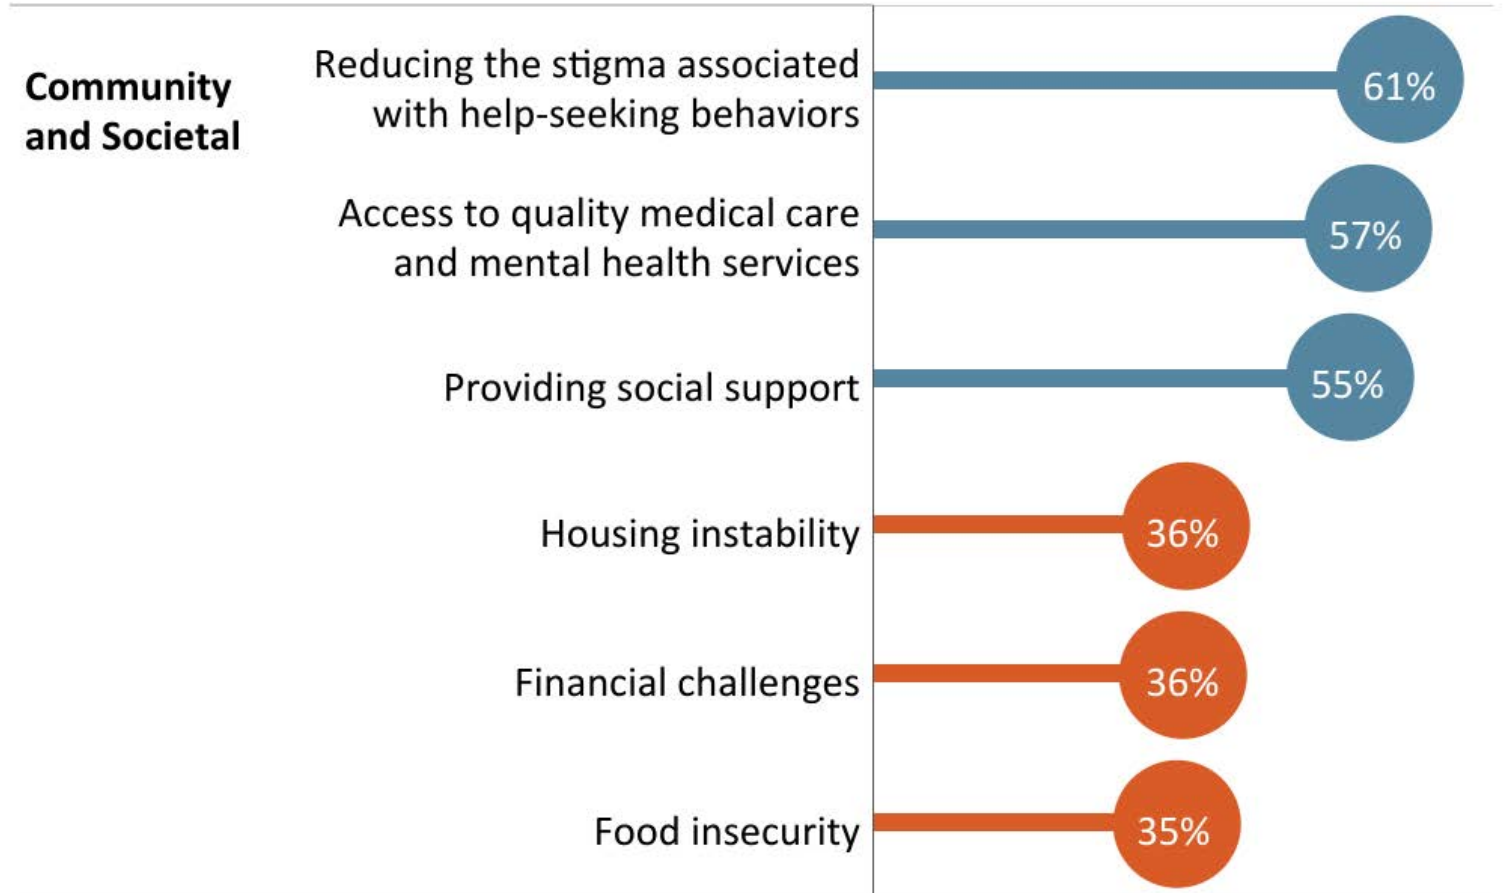 Community
and Societal
Reducing the stigma associated
with help-seeking behaviors
61%
Access to quality medical care
and mental health services
57%
Providing social support
55%
Housing instability
36%
Financial challenges
36%
Food insecurity
35%